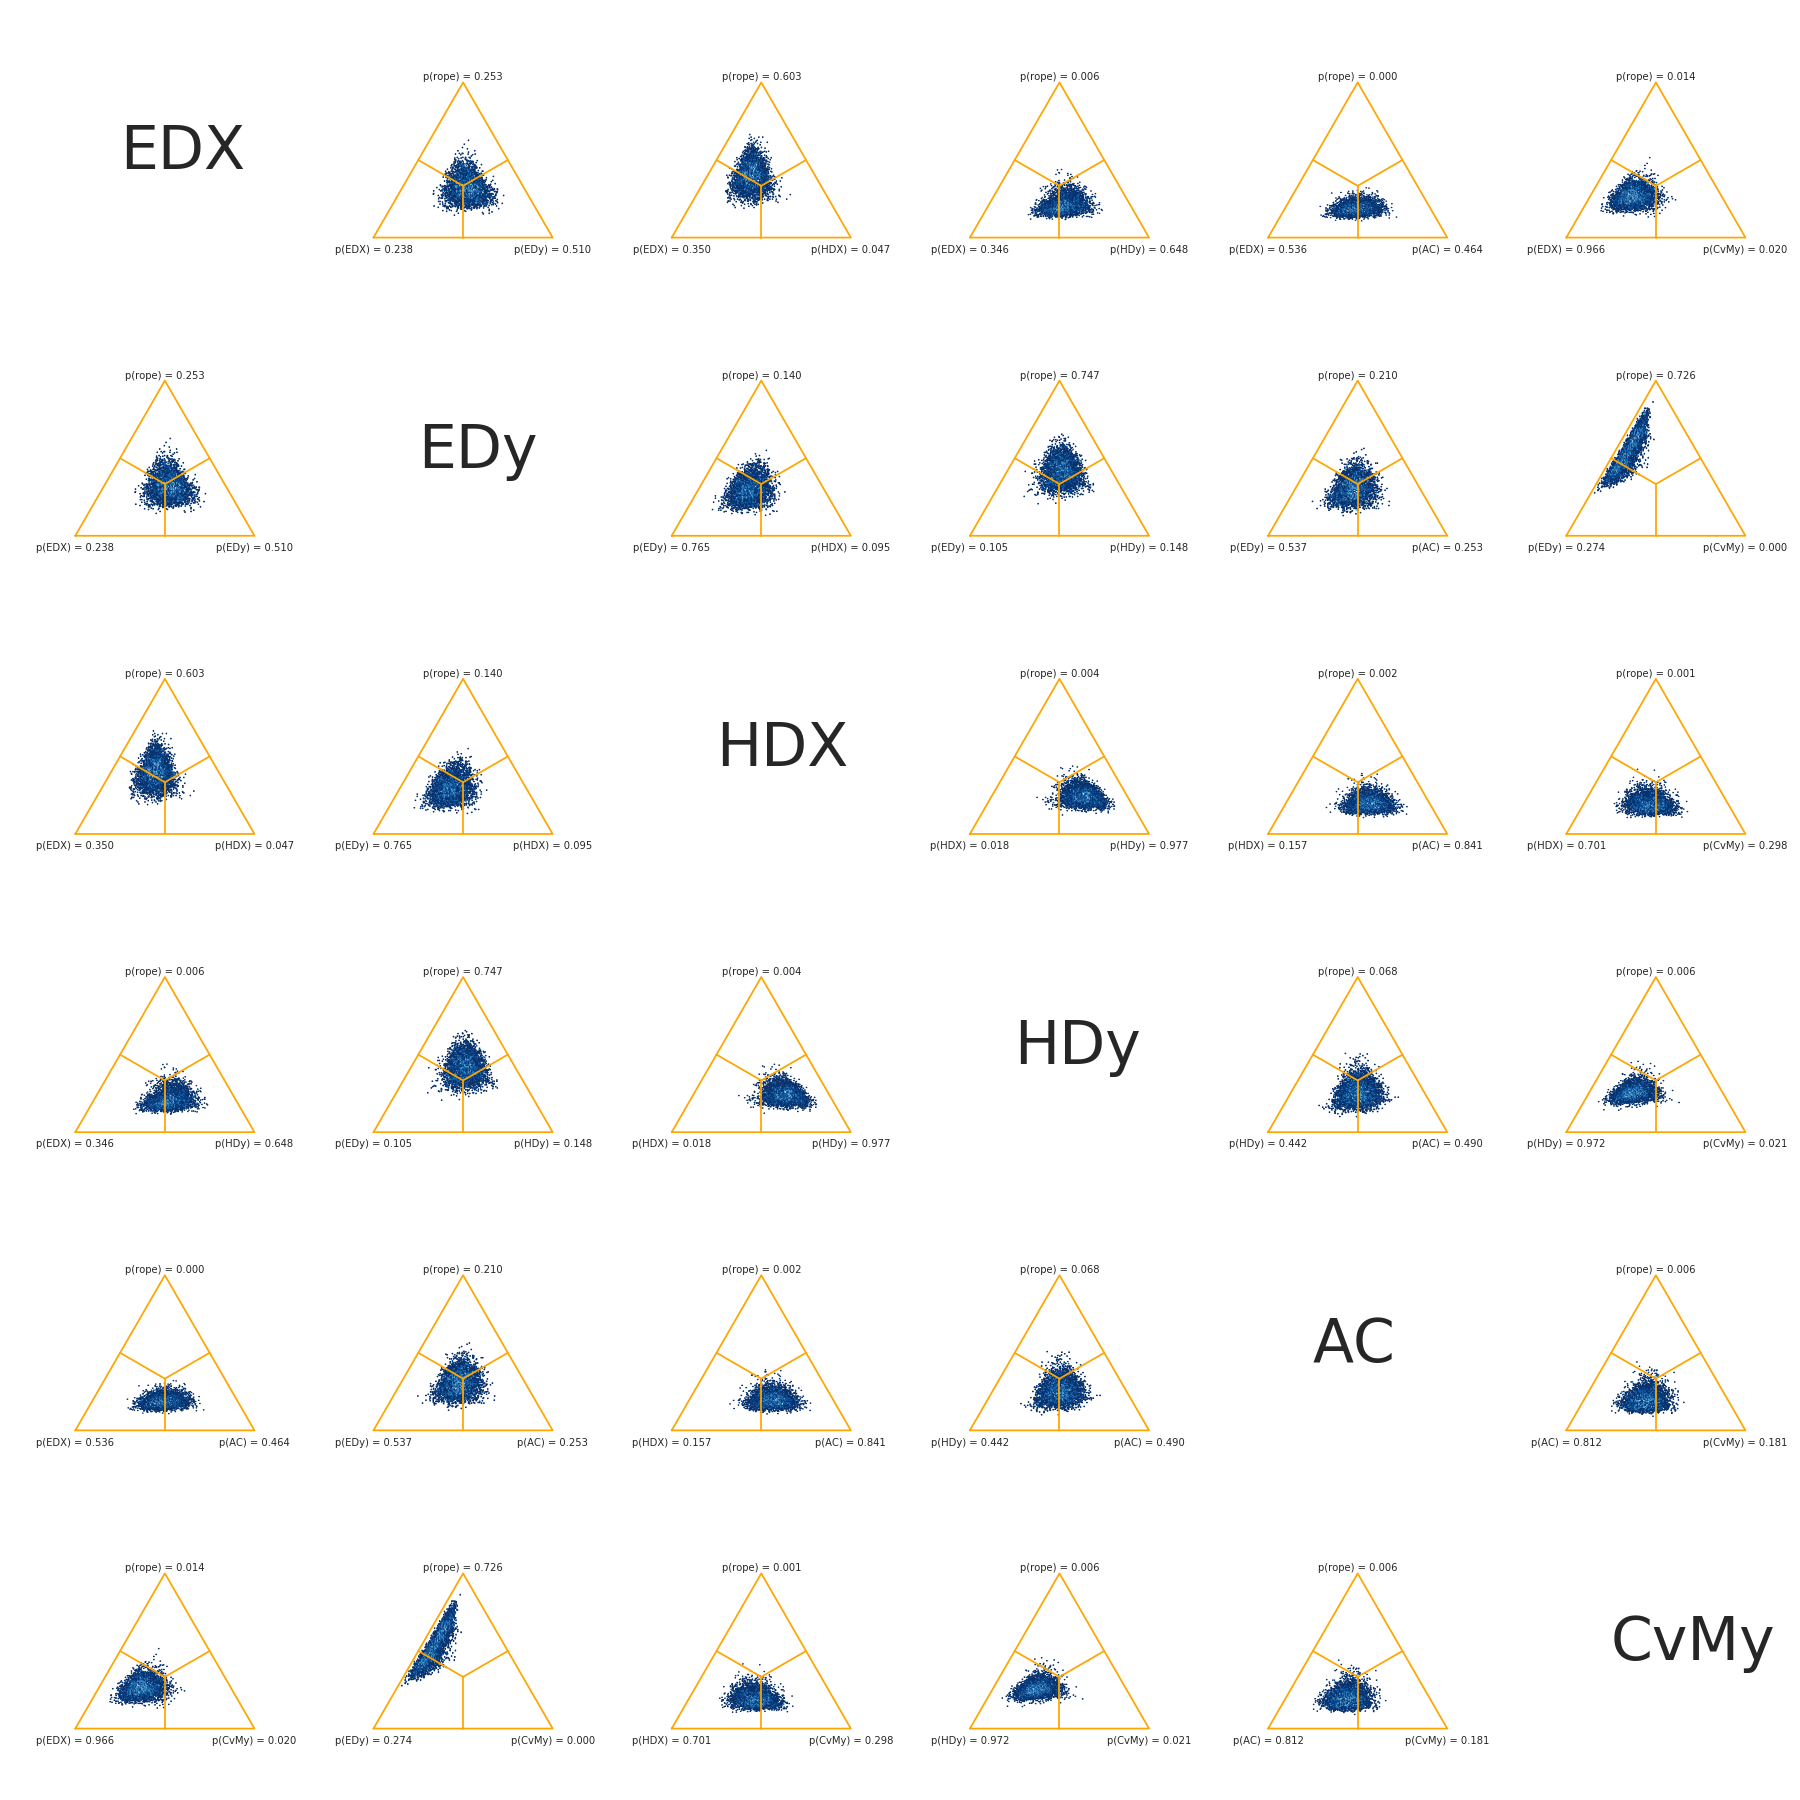 p(rope) = 0.253 p(rope) = 0.603 p(rope) = 0.006 p(rope) = 0.000 p(rope) = 0.014
EDX
p(EDX) = 0.238 p(EDy) = 0.510 p(EDX) = 0.350 p(HDX) = 0.047 p(EDX) = 0.346 p(HDy) = 0.648 p(EDX) = 0.536 p(AC) = 0.464 p(EDX) = 0.966 p(CvMy) = 0.020
p(rope) = 0.253 p(rope) = 0.140 p(rope) = 0.747 p(rope) = 0.210 p(rope) = 0.726
EDy
p(EDX) = 0.238 p(EDy) = 0.510 p(EDy) = 0.765 p(HDX) = 0.095 p(EDy) = 0.105 p(HDy) = 0.148 p(EDy) = 0.537 p(AC) = 0.253 p(EDy) = 0.274 p(CvMy) = 0.000
p(rope) = 0.603 p(rope) = 0.140 p(rope) = 0.004 p(rope) = 0.002 p(rope) = 0.001
HDX
p(EDX) = 0.350 p(HDX) = 0.047 p(EDy) = 0.765 p(HDX) = 0.095 p(HDX) = 0.018 p(HDy) = 0.977 p(HDX) = 0.157 p(AC) = 0.841 p(HDX) = 0.701 p(CvMy) = 0.298
p(rope) = 0.006 p(rope) = 0.747 p(rope) = 0.004 p(rope) = 0.068 p(rope) = 0.006
HDy
p(EDX) = 0.346 p(HDy) = 0.648 p(EDy) = 0.105 p(HDy) = 0.148 p(HDX) = 0.018 p(HDy) = 0.977 p(HDy) = 0.442 p(AC) = 0.490 p(HDy) = 0.972 p(CvMy) = 0.021
p(rope) = 0.000 p(rope) = 0.210 p(rope) = 0.002 p(rope) = 0.068 p(rope) = 0.006
AC
p(EDX) = 0.536 p(AC) = 0.464 p(EDy) = 0.537 p(AC) = 0.253 p(HDX) = 0.157 p(AC) = 0.841 p(HDy) = 0.442 p(AC) = 0.490 p(AC) = 0.812 p(CvMy) = 0.181
p(rope) = 0.014 p(rope) = 0.726 p(rope) = 0.001 p(rope) = 0.006 p(rope) = 0.006
CvMy
p(EDX) = 0.966 p(CvMy) = 0.020 p(EDy) = 0.274 p(CvMy) = 0.000 p(HDX) = 0.701 p(CvMy) = 0.298 p(HDy) = 0.972 p(CvMy) = 0.021 p(AC) = 0.812 p(CvMy) = 0.181